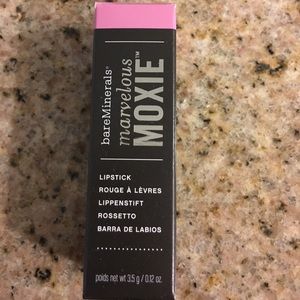 bareMinerals®
marvelous
MOXIE™
LIPSTICK
ROUGE À LÈVRES
LIPPENSTIFT
ROSSETTO
BARRA DE LABIOS
poids net wt 3.5 g / 0.12 oz.